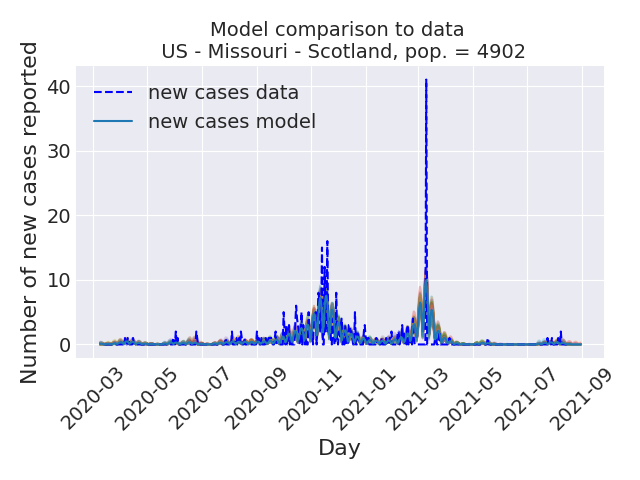 Model comparison to data
US - Missouri - Scotland, pop. = 4902
Number of new cases reported
40
30
20
10
0
new cases data
new cases model
2020-03
2020-05
2020-07
2020-09
2020-11
2021-01
2021-03
2021-05
2021-07
2021-09
Day